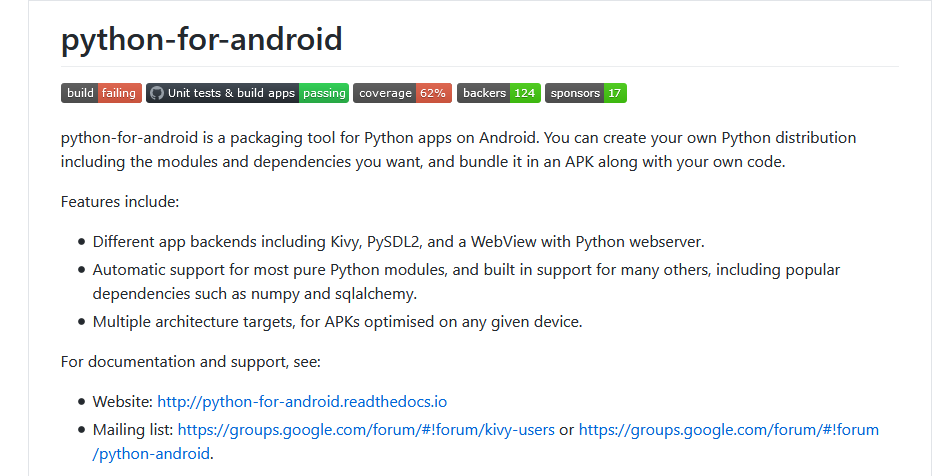 python-for-android
build failing Unit tests & build apps passing coverage 62% backers 124 sponsors 17
python-for-android is a packaging tool for Python apps on Android. You can create your own Python distribution
including the modules and dependencies you want, and bundle it in an APK along with your own code.
Features include:
• Different app backends including Kivy, PySDL2, and a WebView with Python webserver.
• Automatic support for most pure Python modules, and built in support for many others, including popular
dependencies such as numpy and sqlalchemy.
• Multiple architecture targets, for APKs optimised on any given device.
For documentation and support, see:
• Website: http://python-for-android.readthedocs.io
• Mailing list: https://groups.google.com/forum/#!forum/kivy-users or https://groups.google.com/forum/#!forum
/python-android.